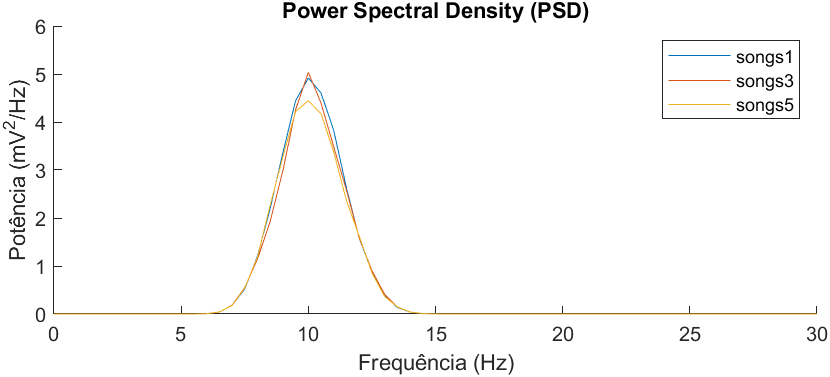 Power Spectral Density (PSD)
songs1
songs3
songs5
Potência (mV²/Hz)
6
5
4
3
2
1
0
0 5 10 15 20 25 30
Frequência (Hz)